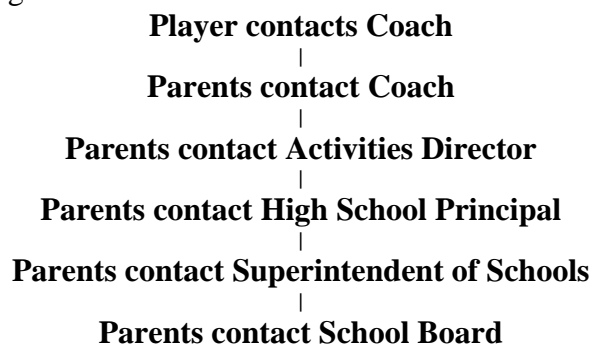 Player contacts Coach
|
Parents contact Coach
|
Parents contact Activities Director
|
Parents contact High School Principal
|
Parents contact Superintendent of Schools
|
Parents contact School Board